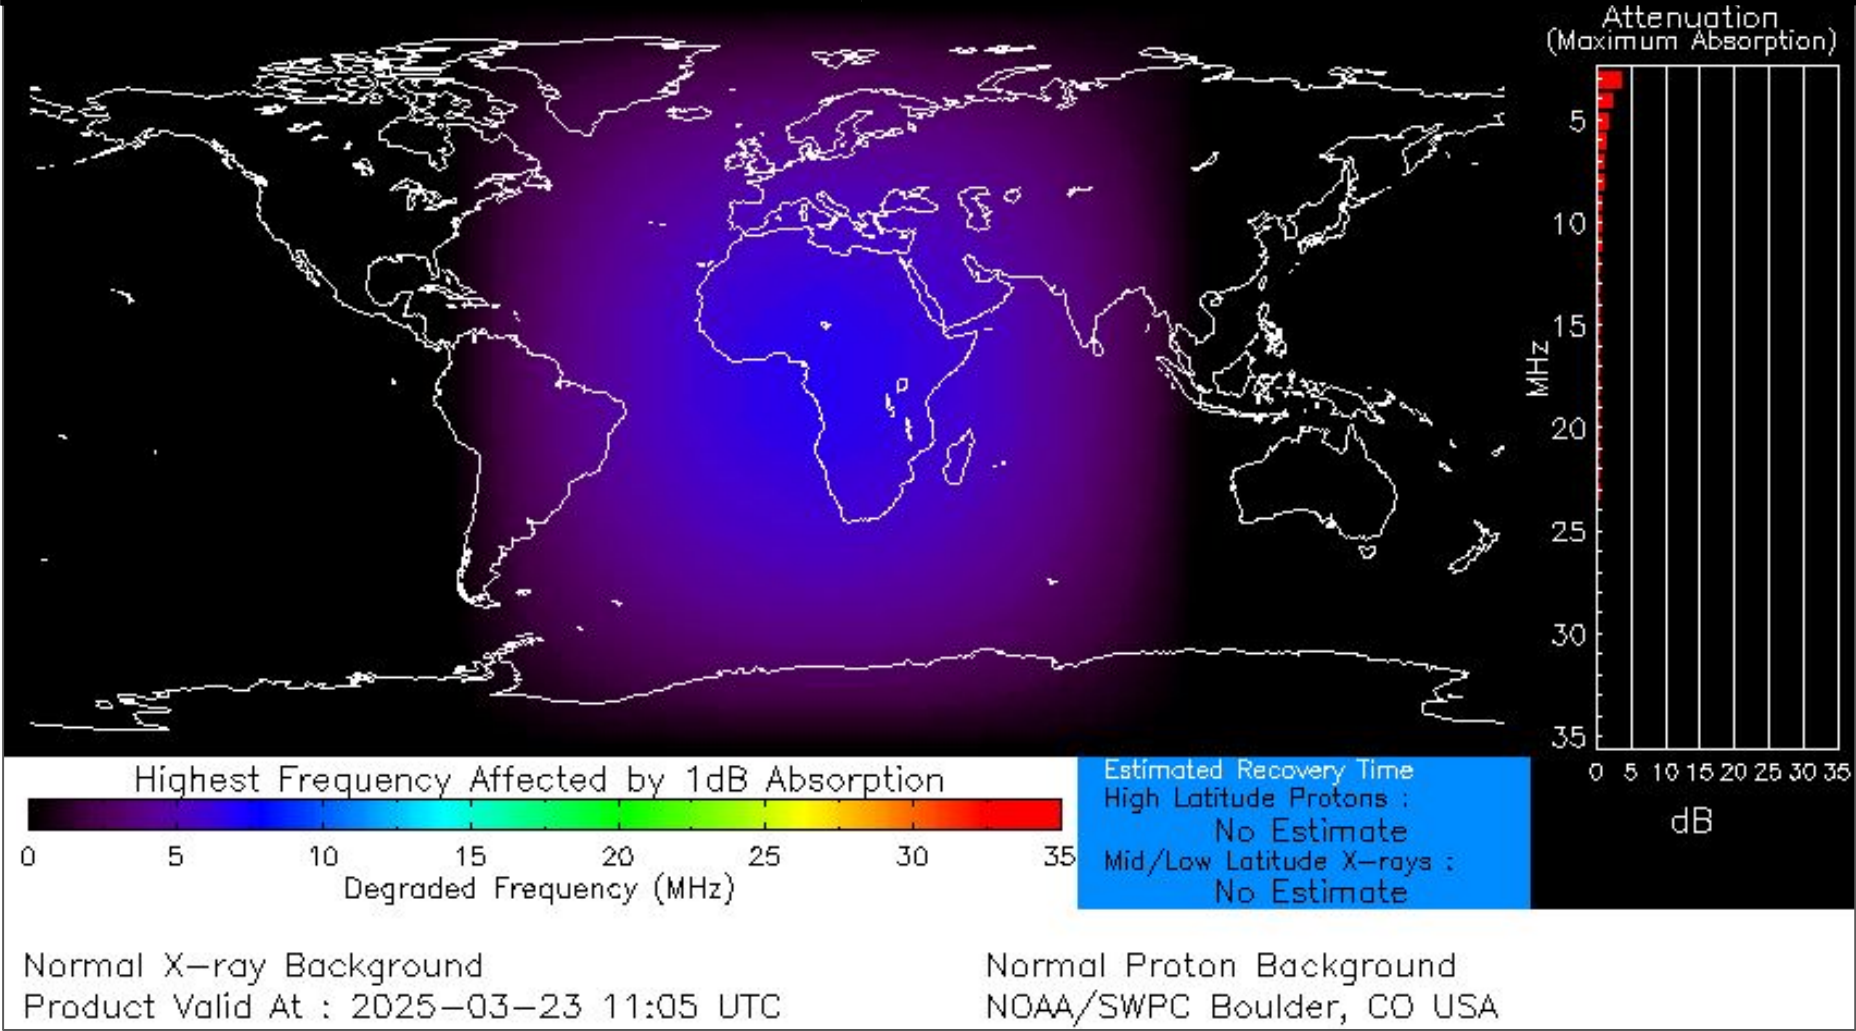 Attenuation
(Maximum Absorption)
5
10
15
20
25
30
35
MHz
0 5 10 15 20 25 30 35
dB
Highest Frequency Affected by 1dB Absorption
0 5 10 15 20 25 30 35
Degraded Frequency (MHz)
Estimated Recovery Time
High Latitude Protons :
No Estimate
Mid/Low Latitude X-rays :
No Estimate
Normal X-ray Background
Product Valid At : 2025-03-23 11:05 UTC
Normal Proton Background
NOAA/SWPC Boulder, CO USA